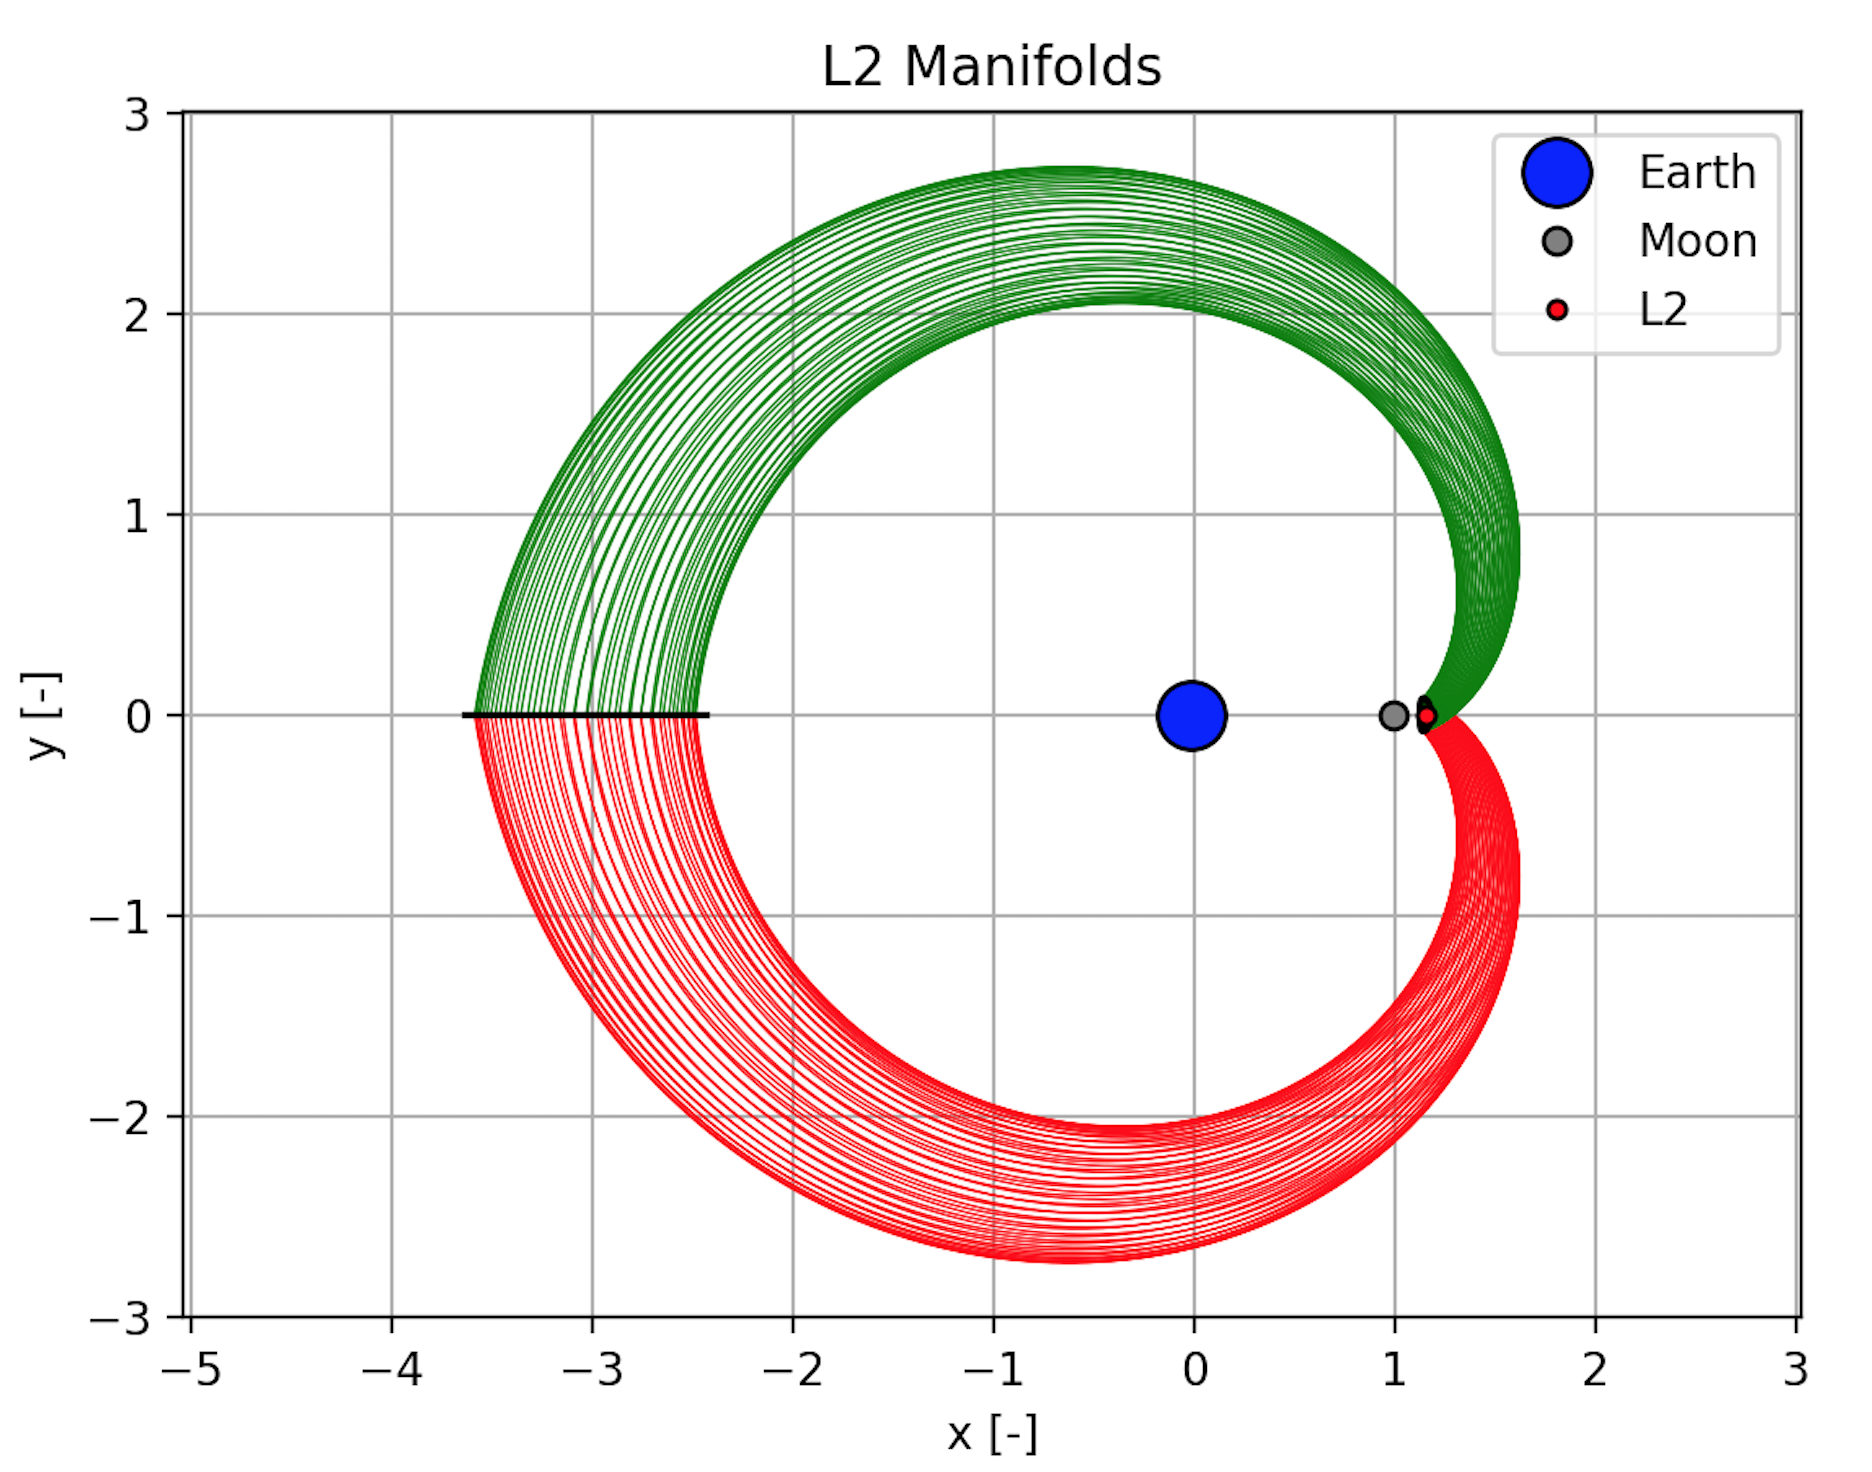 L2 Manifolds
3
2
1
0
−1
−2
−3
y [-]
Earth
Moon
L2
−5 −4 −3 −2 −1 0 1 2 3
x [-]